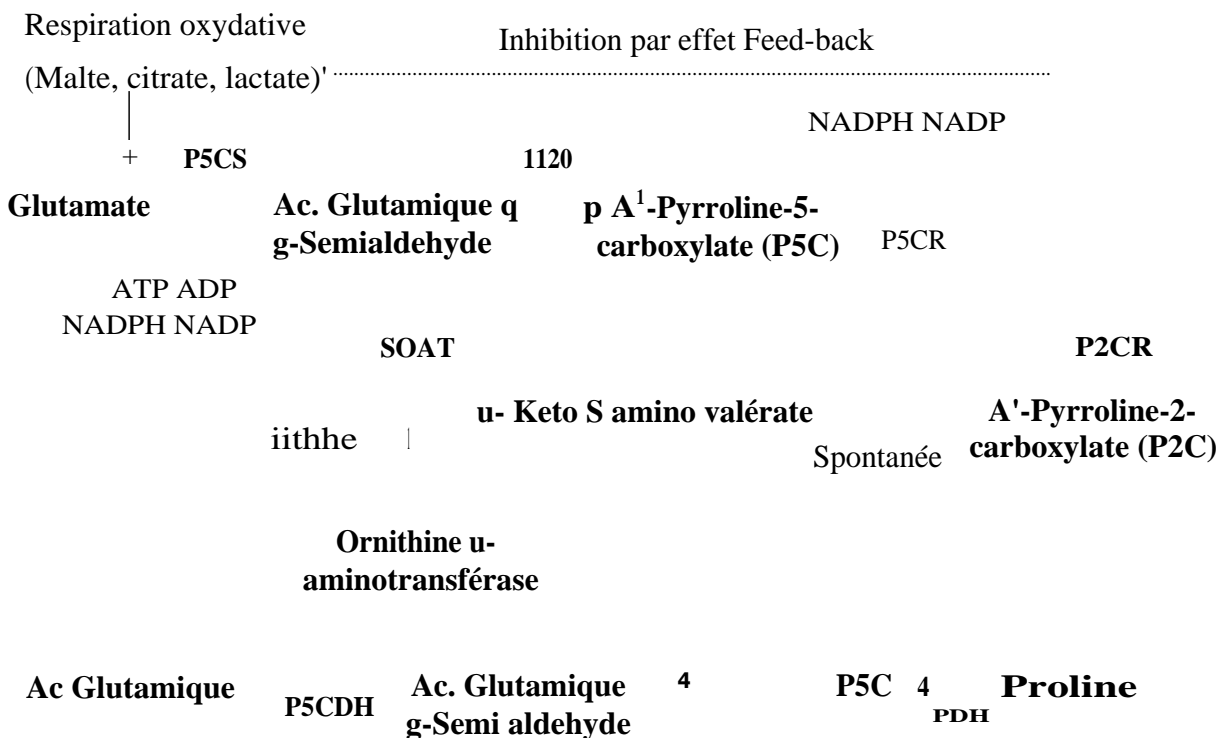 Respiration oxydative
Inhibition par effet Feed-back
(Malte, citrate, lactate)'
NADPH NADP
+ P5CS 1120
Glutamate Ac. Glutamique q p A¹-Pyrroline-5-
g-Semialdehyde carboxylate (P5C) P5CR
ATP ADP
NADPH NADP
SOAT P2CR
u- Keto S amino valérate A'-Pyrroline-2-
iithhe Spontanée carboxylate (P2C)
Ornithine u-
aminotransférase
Ac Glutamique P5CDH Ac. Glutamique 4 P5C 4 PDH Proline
g-Semi aldehyde